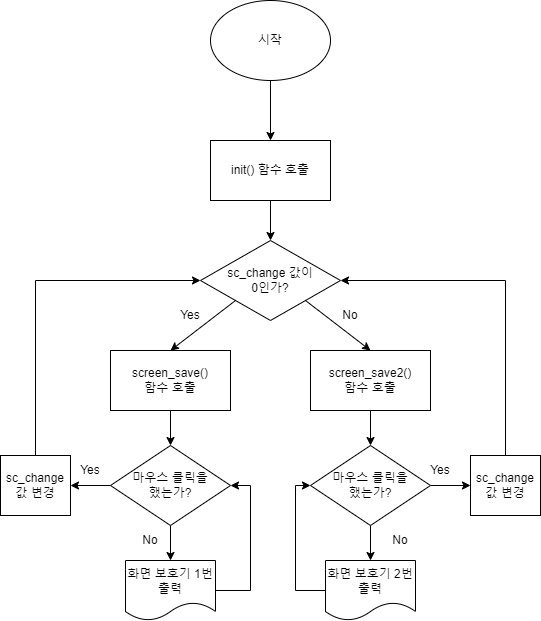 시작
init() 함수 호출
sc_change 값이
0인가?
Yes
No
screen_save()
함수 호출
screen_save2()
함수 호출
sc_change
값 변경
Yes
마우스 클릭을
했는가?
마우스 클릭을
했는가?
Yes
sc_change
값 변경
No
No
화면 보호기 1번
출력
화면 보호기 2번
출력